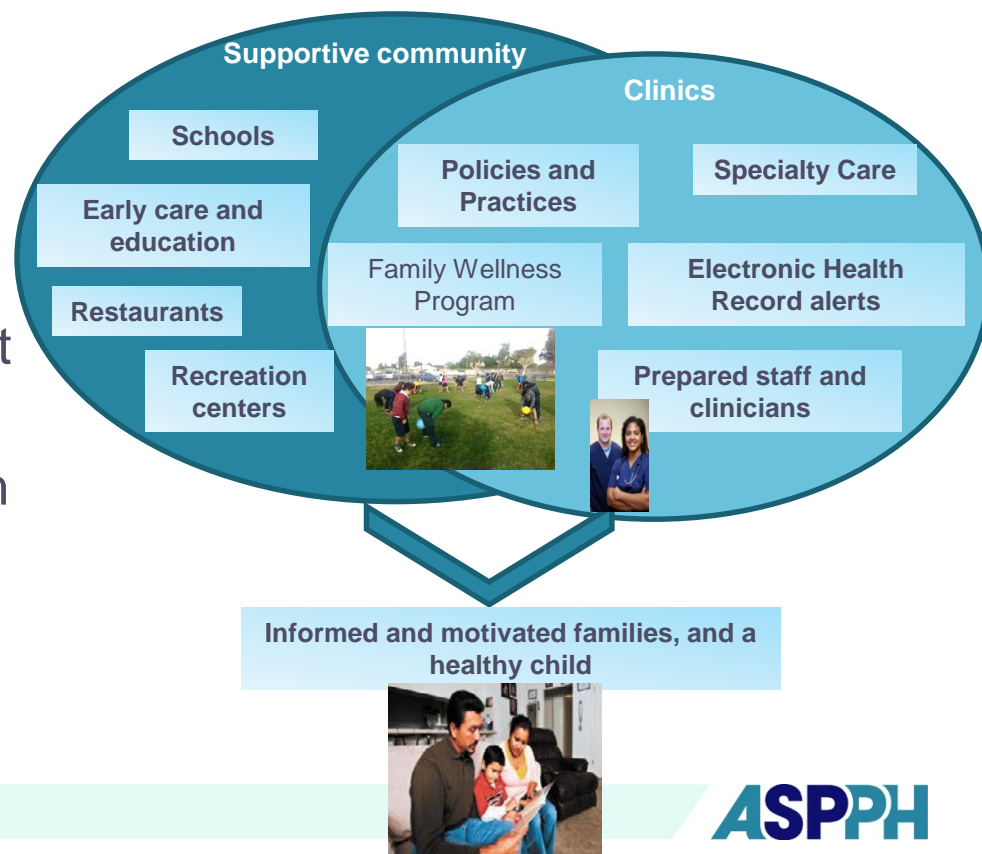 Supportive community
Clinics
Schools
Policies and
Practices
Specialty Care
Early care and
education
Family Wellness
Program
Electronic Health
Record alerts
Restaurants
t
Recreation
centers
Prepared staff and
clinicians
Informed and motivated families, and a
healthy child
ASPPH